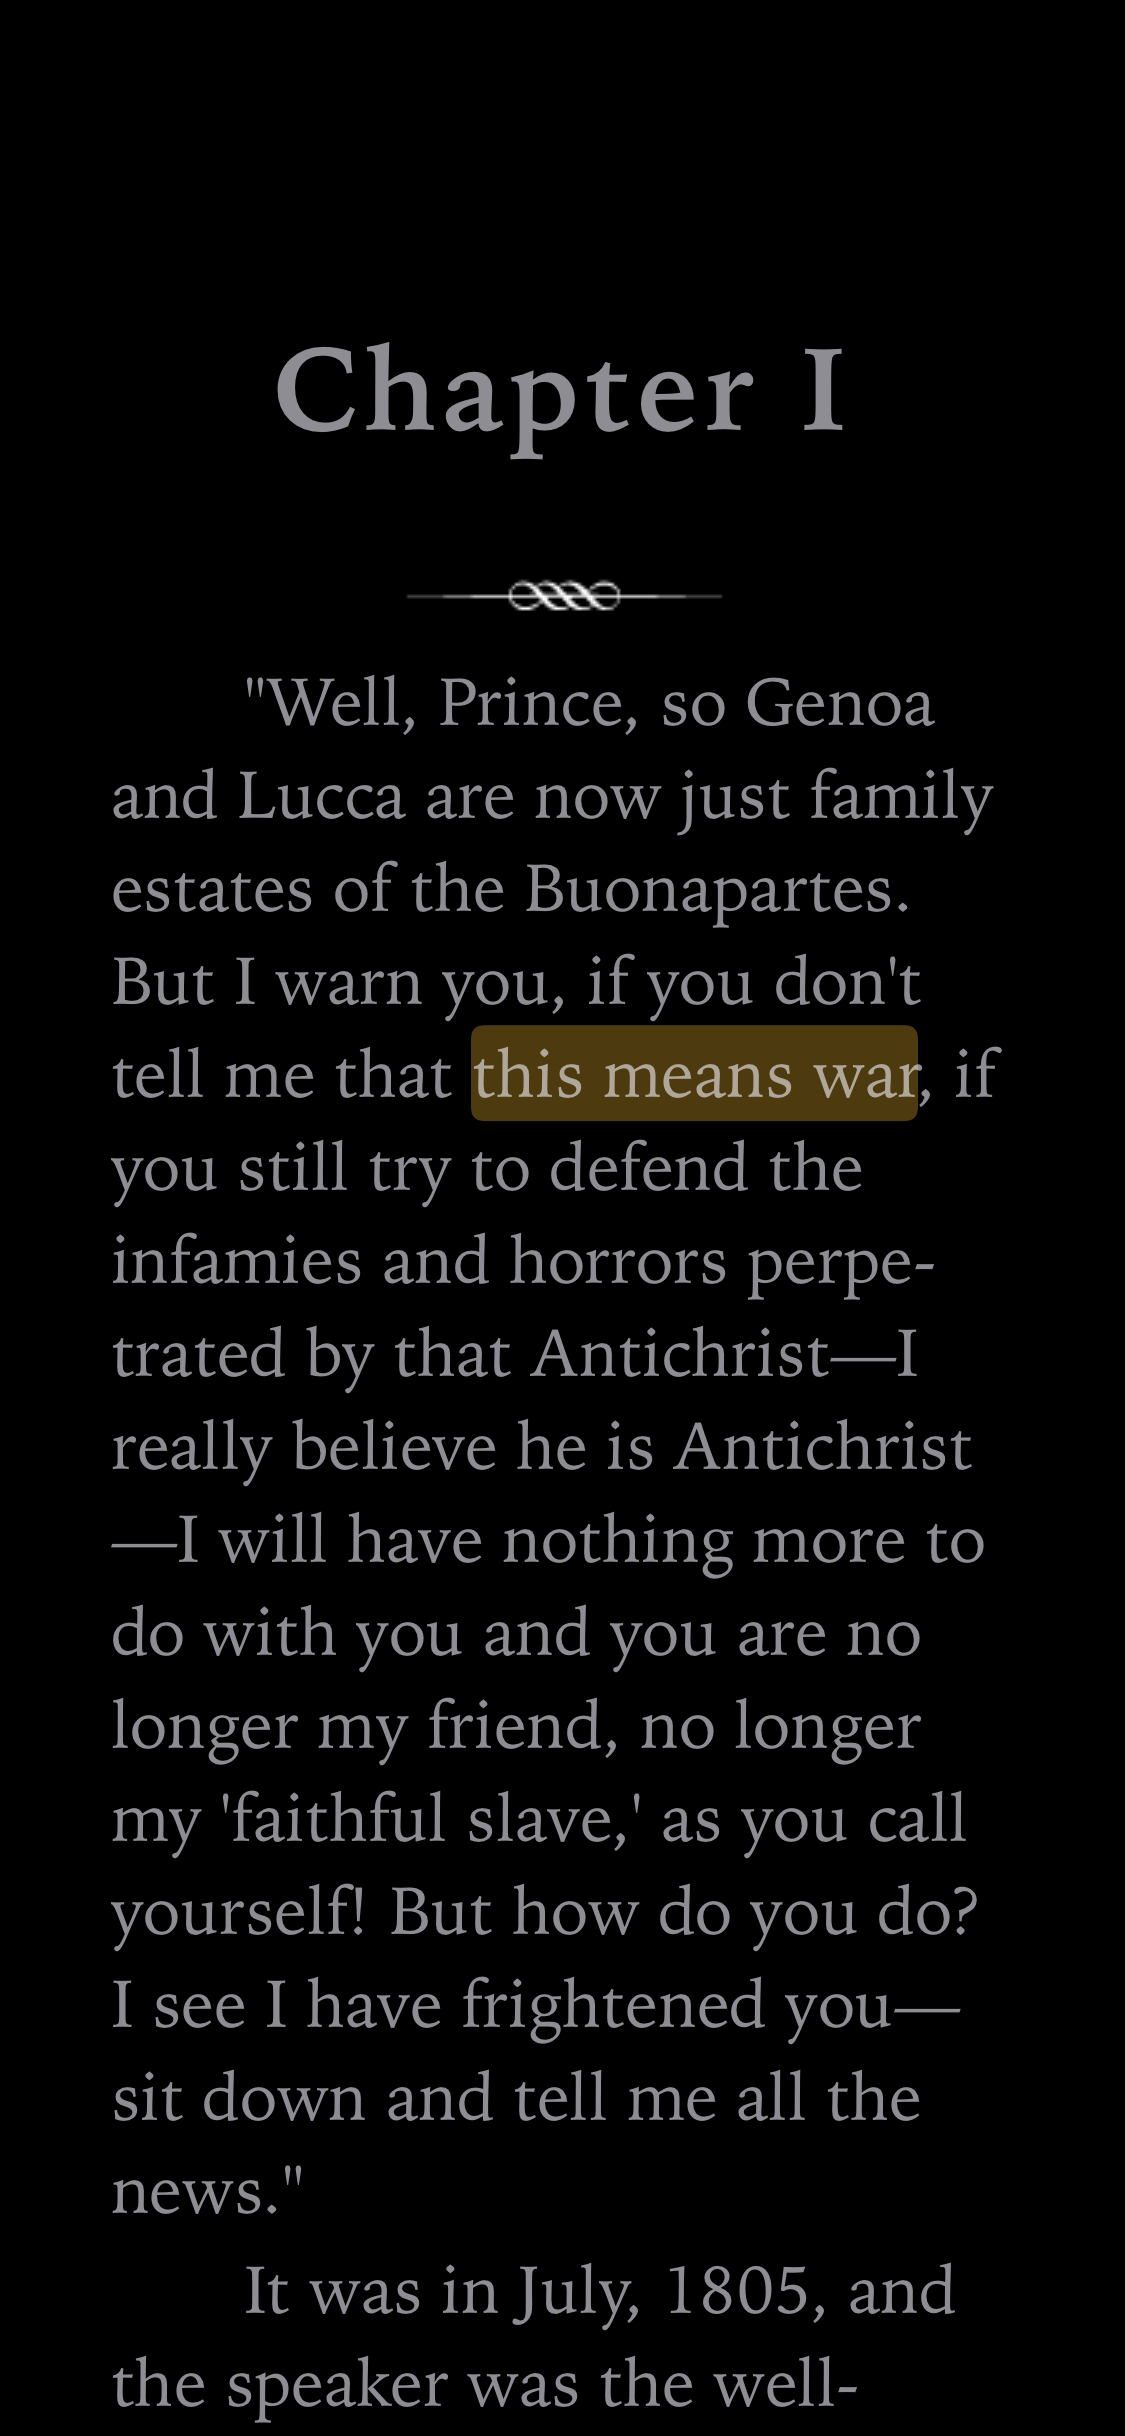 Chapter I
"Well, Prince, so Genoa
and Lucca are now just family
estates of the Buonapartes.
But I warn you, if you don't
tell me that this means war, if
you still try to defend the
infamies and horrors perpe-
trated by that Antichrist—I
really believe he is Antichrist
—I will have nothing more to
do with you and you are no
longer my friend, no longer
my 'faithful slave,' as you call
yourself! But how do you do?
I see I have frightened you—
sit down and tell me all the
news."
It was in July, 1805, and
the speaker was the well-